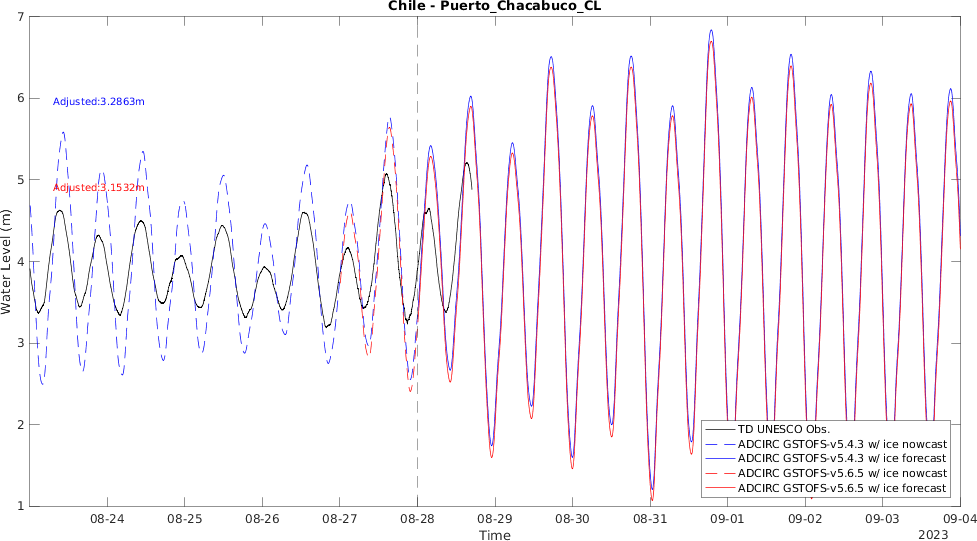 Chile - Puerto_Chacabuco_CL
7
6
5
4
3
2
1
Water Level (m)
Adjusted:3.2863m
Adjusted:3.1532m
TD UNESCO Obs.
ADCIRC GSTOFS-v5.4.3 w/ ice nowcast
ADCIRC GSTOFS-v5.4.3 w/ ice forecast
ADCIRC GSTOFS-v5.6.5 w/ ice nowcast
ADCIRC GSTOFS-v5.6.5 w/ ice forecast
08-24 08-25 08-26 08-27 08-28 08-29 08-30 08-31 09-01 09-02 09-03 09-04
Time
2023